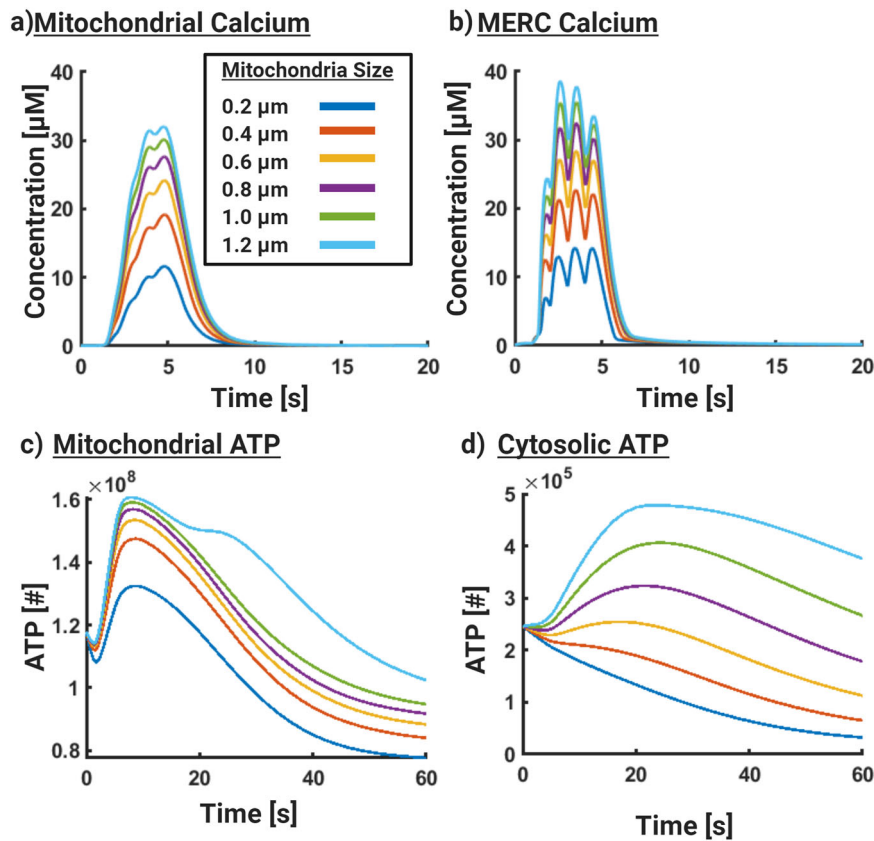 a)Mitochondrial Calcium
b) MERC Calcium
Concentration [µM]
40
30
20
10
0
0 5 10 15 20
Time [s]
Mitochondria Size
0.2 µm
0.4 µm
0.6 µm
0.8 µm
1.0 µm
1.2 µm
Concentration [µM]
40
30
20
10
0
0 5 10 15 20
Time [s]
c) Mitochondrial ATP
×10⁸
ATP [#]
1.6
1.4
1.2
1
0.8
0 20 40 60
Time [s]
d) Cytosolic ATP
×10⁵
ATP [#]
5
4
3
2
1
0
0 20 40 60
Time [s]